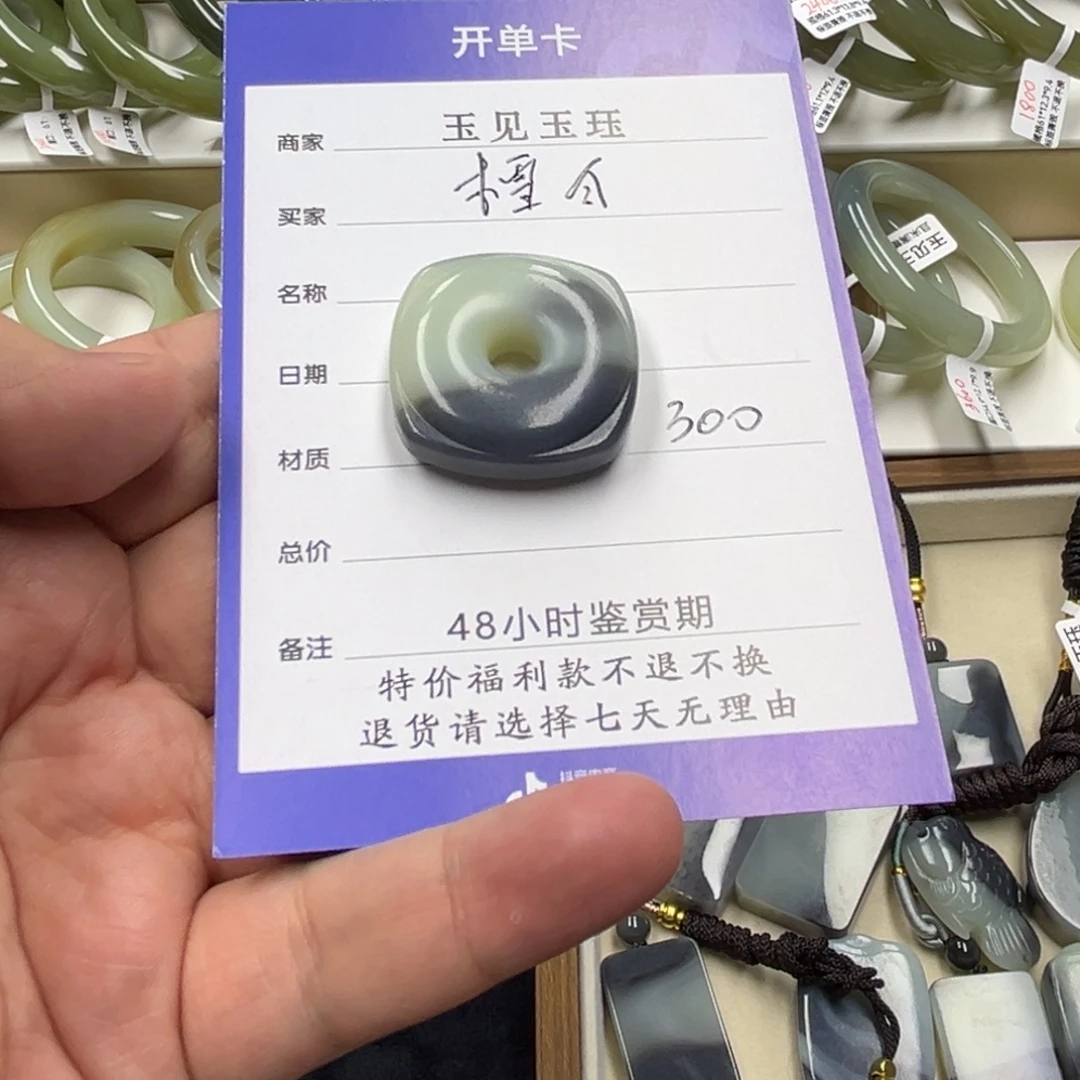 开单卡
商家 玉见玉珏
买家
名称
日期
300
材质
总价
备注 48小时鉴赏期
特价福利款不退不换
退货请选择七天无理由
1800
3600